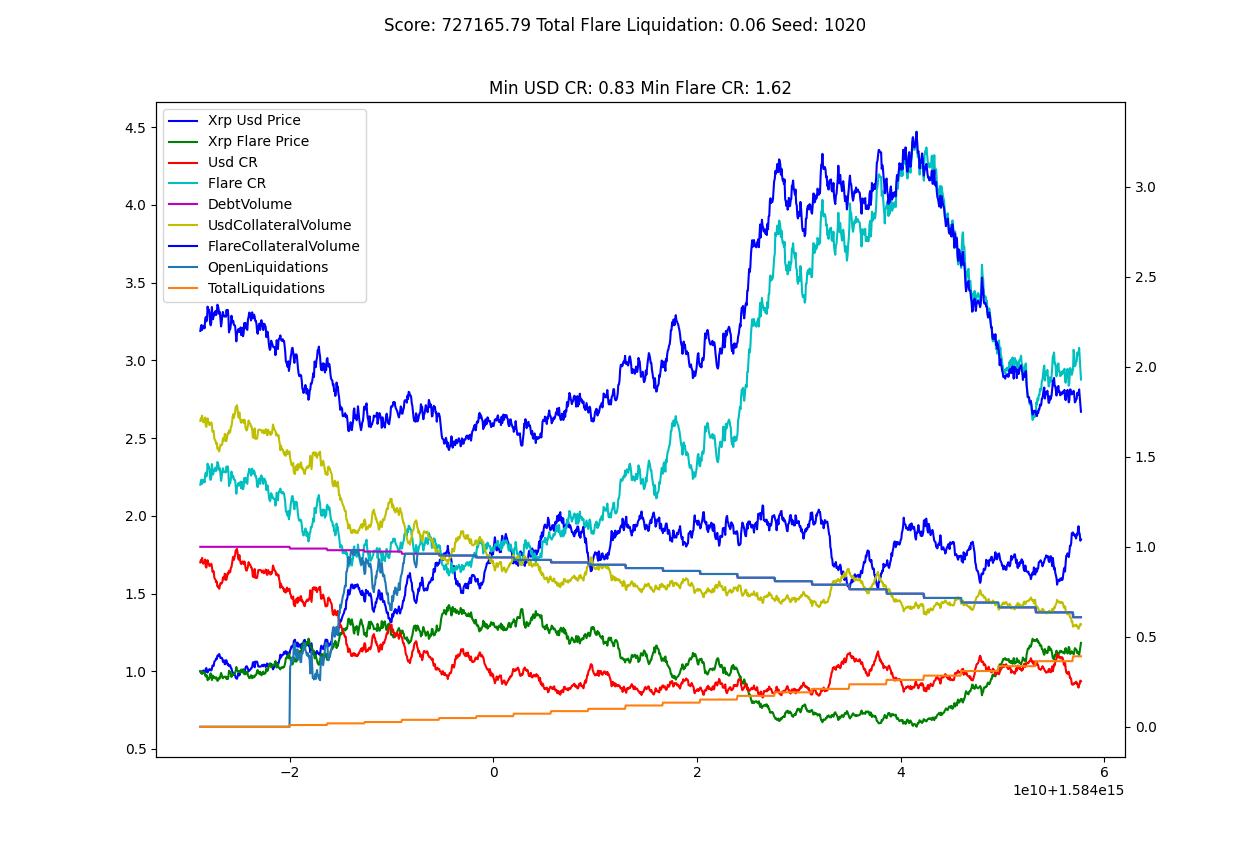 Score: 727165.79 Total Flare Liquidation: 0.06 Seed: 1020
Min USD CR: 0.83 Min Flare CR: 1.62
Xrp Usd Price
Xrp Flare Price
Usd CR
Flare CR
DebtVolume
UsdCollateralVolume
FlareCollateralVolume
OpenLiquidations
TotalLiquidations
4.5
4.0
3.5
3.0
2.5
2.0
1.5
1.0
0.5
3.0
2.5
2.0
1.5
1.0
0.5
0.0
−2 0 2 4 6
1e10+1.584e15